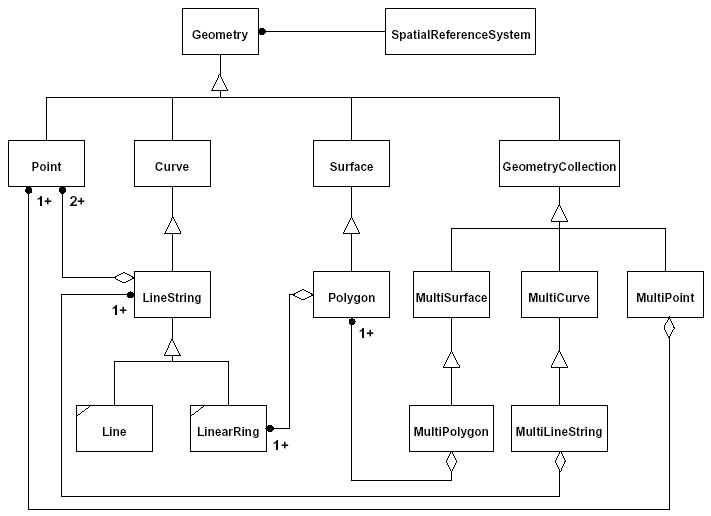 Geometry
SpatialReferenceSystem
Point
Curve
Surface
GeometryCollection
1+
2+
LineString
Polygon
MultiSurface
MultiCurve
MultiPoint
1+
1+
Line
LinearRing
1+
MultiPolygon
MultiLineString